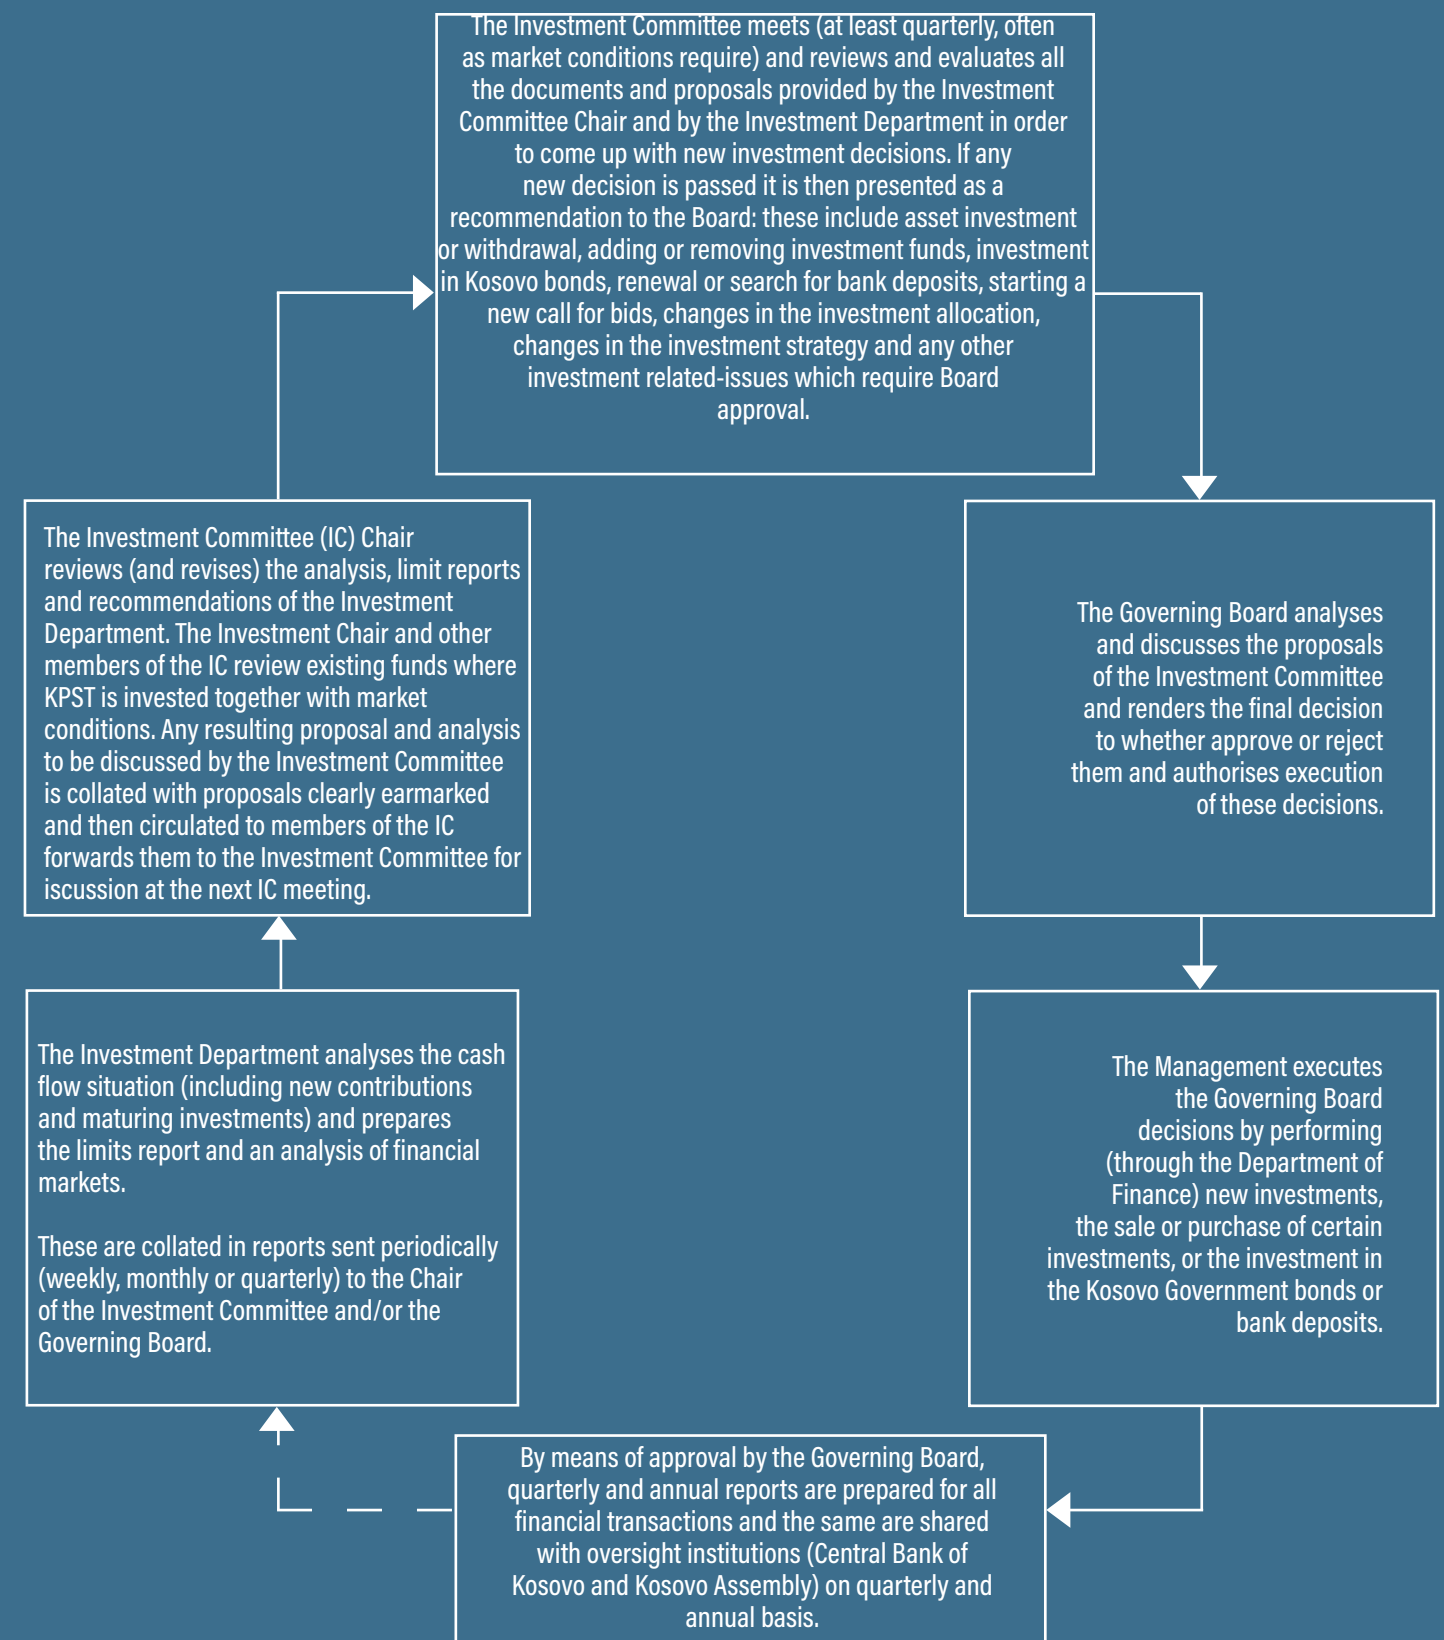 The Investment Committee meets (at least quarterly, often
as market conditions require) and reviews and evaluates all
the documents and proposals provided by the Investment
Committee Chair and by the Investment Department in order
to come up with new investment decisions. If any
new decision is passed it is then presented as a
recommendation to the Board: these include asset investment
or withdrawal, adding or removing investment funds, investment
in Kosovo bonds, renewal or search for bank deposits, starting a
new call for bids, changes in the investment allocation,
changes in the investment strategy and any other
investment related-issues which require Board
approval.
The Investment Committee (IC) Chair
reviews (and revises) the analysis, limit reports
and recommendations of the Investment
Department. The Investment Chair and other
members of the IC review existing funds where
KPST is invested together with market
conditions. Any resulting proposal and analysis
to be discussed by the Investment Committee
is collated with proposals clearly earmarked
and then circulated to members of the IC
forwards them to the Investment Committee for
iscussion at the next IC meeting.
The Governing Board analyses
and discusses the proposals
of the Investment Committee
and renders the final decision
to whether approve or reject
them and authorises execution
of these decisions.
The Investment Department analyses the cash
flow situation (including new contributions
and maturing investments) and prepares
the limits report and an analysis of financial
markets.
These are collated in reports sent periodically
(weekly, monthly or quarterly) to the Chair
of the Investment Committee and/or the
Governing Board.
The Management executes
the Governing Board
decisions by performing
(through the Department of
Finance) new investments,
the sale or purchase of certain
investments, or the investment in
the Kosovo Government bonds or
bank deposits.
By means of approval by the Governing Board,
quarterly and annual reports are prepared for all
financial transactions and the same are shared
with oversight institutions (Central Bank of
Kosovo and Kosovo Assembly) on quarterly and
annual basis.